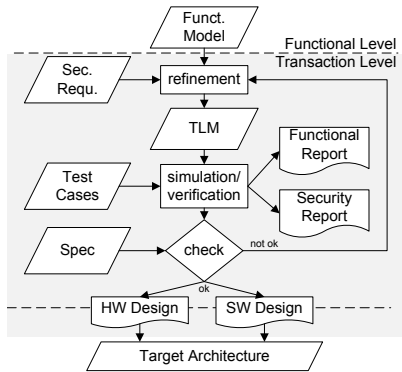 Funct.
Model
Functional Level
Transaction Level
Sec.
Requ.
refinement
TLM
Functional
Report
Test
Cases
simulation/
verification
Security
Report
Spec
check
not ok
ok
HW Design
SW Design
Target Architecture